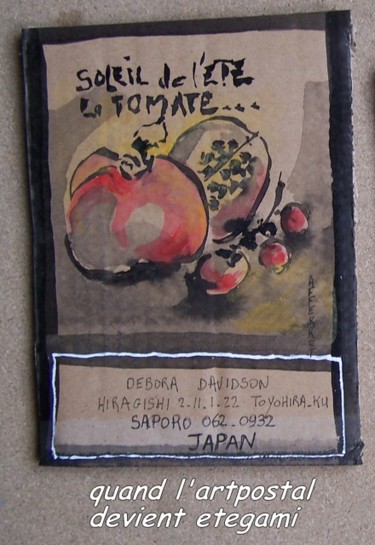 SOLEIL de l'ÉTÉ
La TOMATE...
DEBORA DAVIDSON
HIRAGISHI 2-11.1.22 TOYOHIRA-KU
SAPORO 062-0932
JAPAN
quand l'artpostal
devient etegami